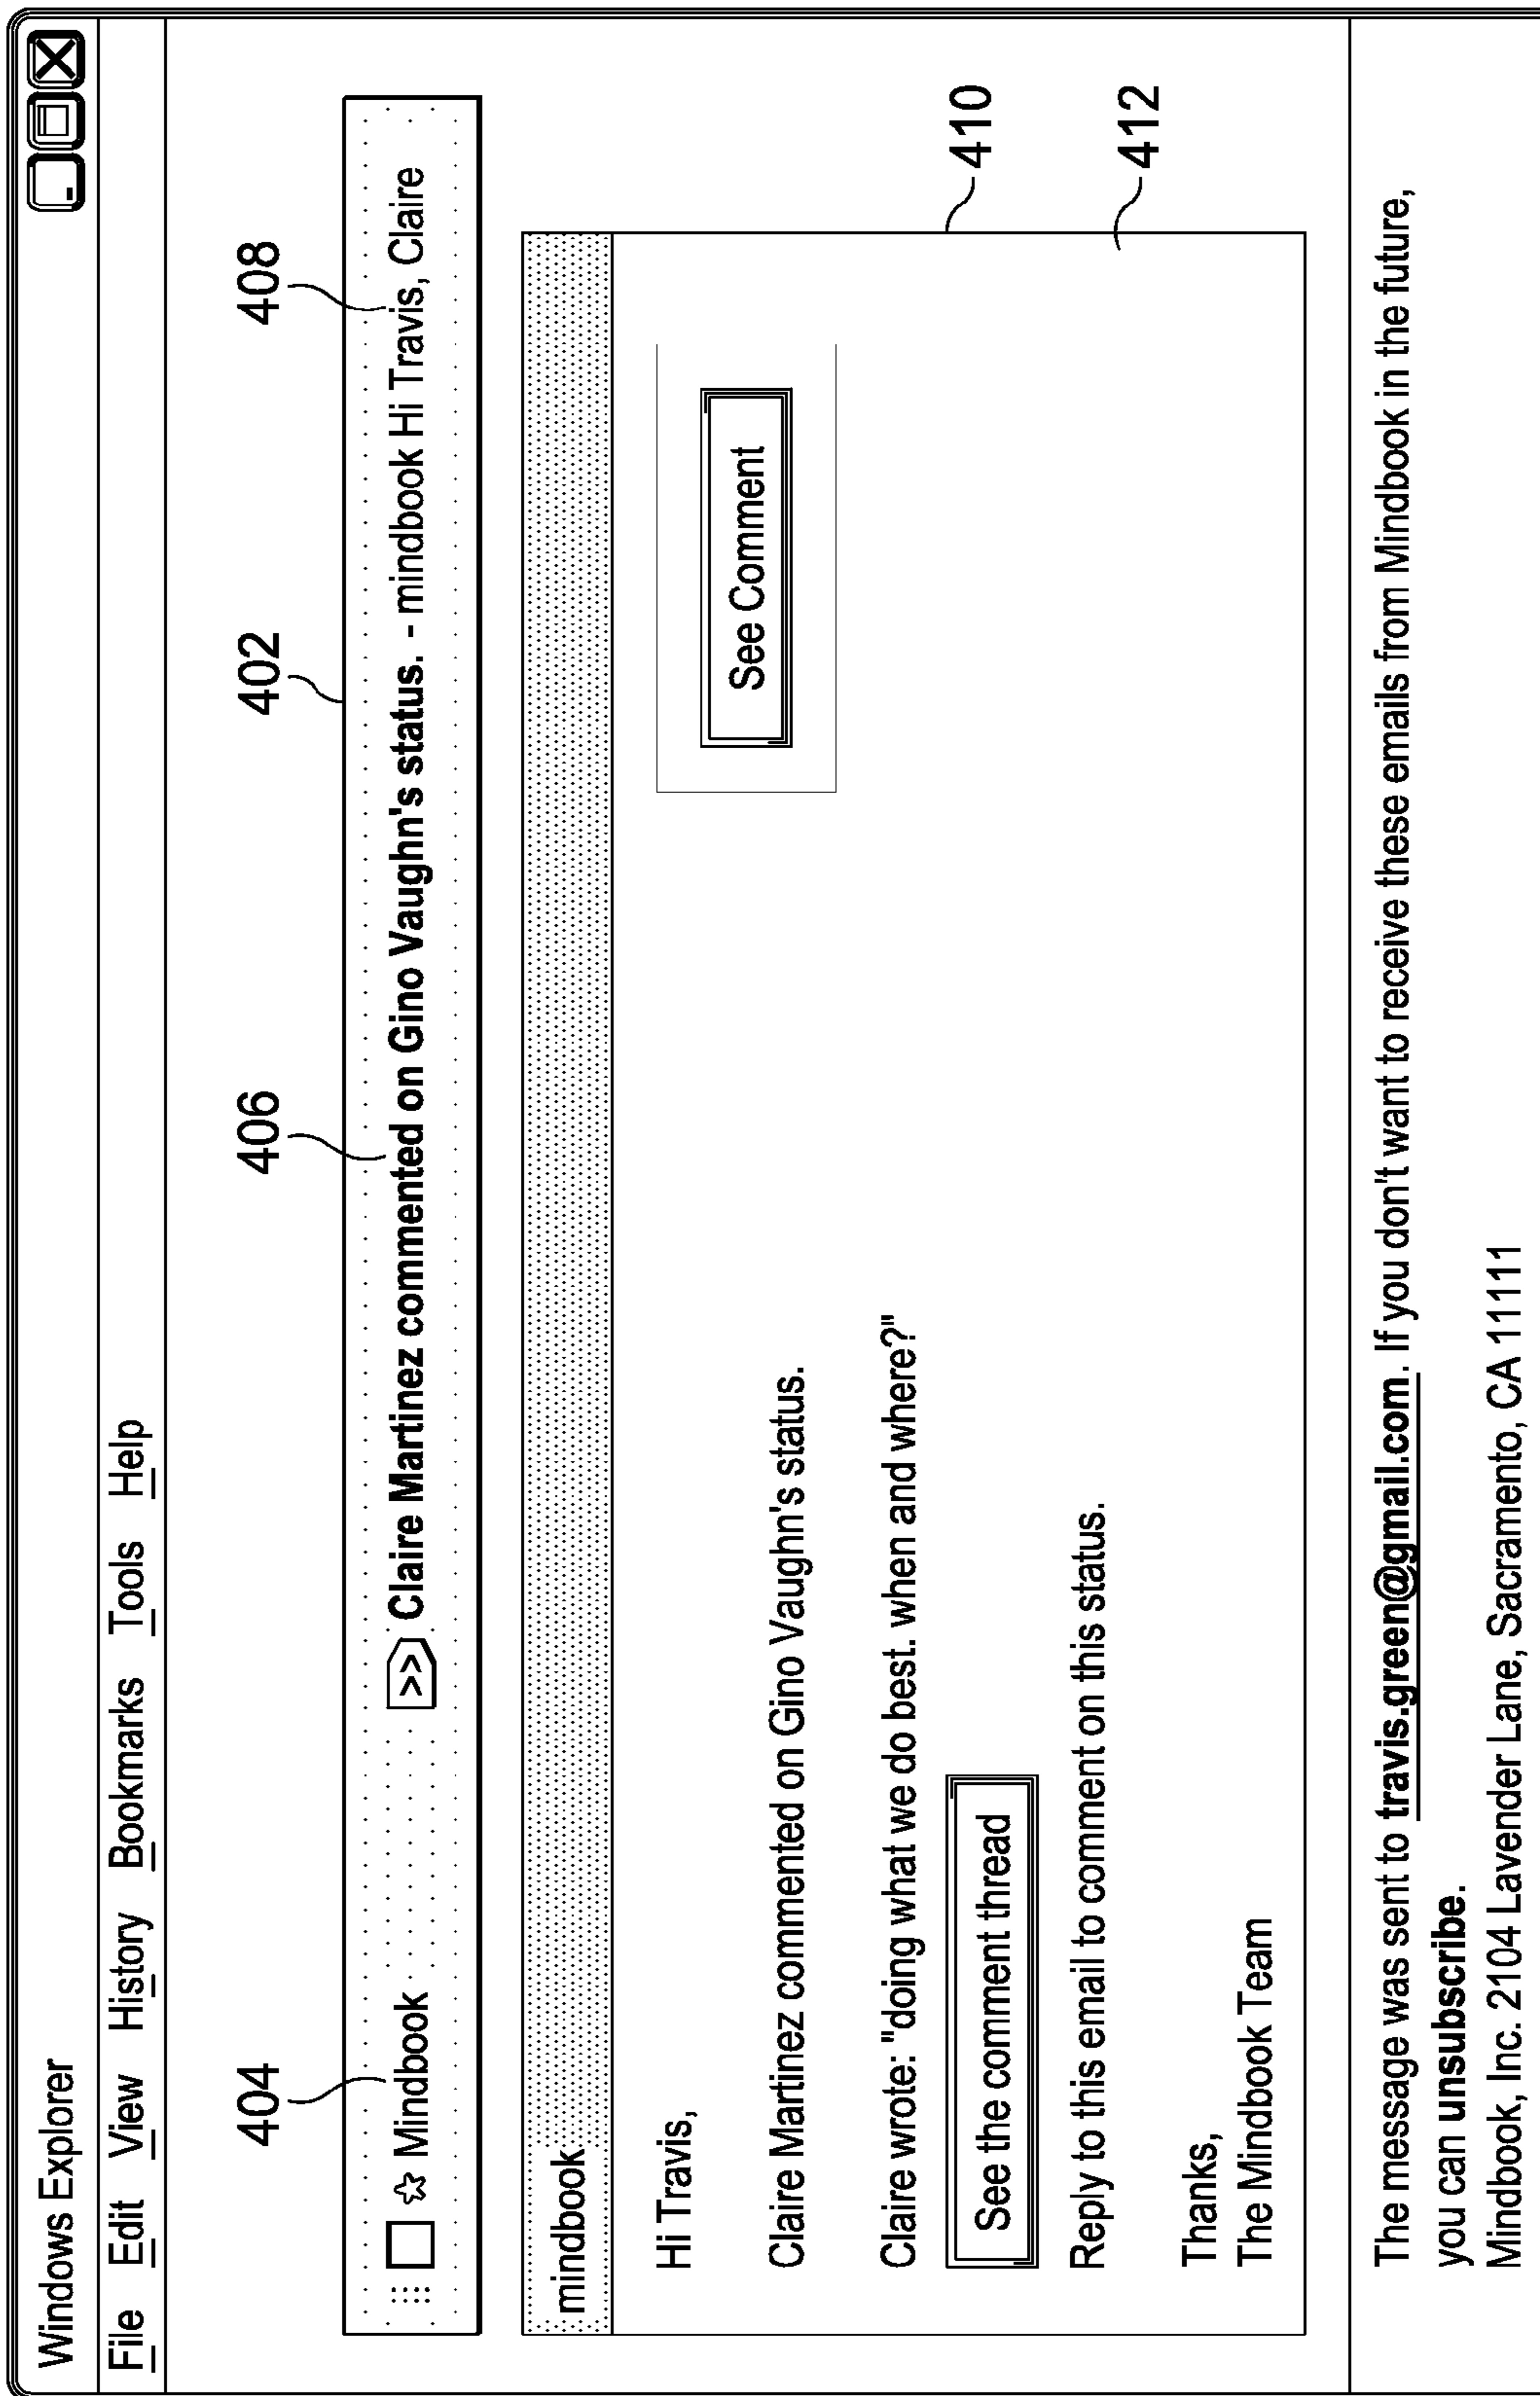 Windows Explorer
File Edit View History Bookmarks Tools Help
404 406 402 408
Mindbook >> Claire Martinez commented on Gino Vaughn's status. - mindbook Hi Travis, Claire
mindbook
410
Hi Travis,
See Comment
Claire Martinez commented on Gino Vaughn's status.
Claire wrote: "doing what we do best. when and where?"
See the comment thread
412
Reply to this email to comment on this status.
Thanks,
The Mindbook Team
The message was sent to travis.green@gmail.com. If you don't want to receive these emails from Mindbook in the future,
you can unsubscribe.
Mindbook, Inc. 2104 Lavender Lane, Sacramento, CA 11111